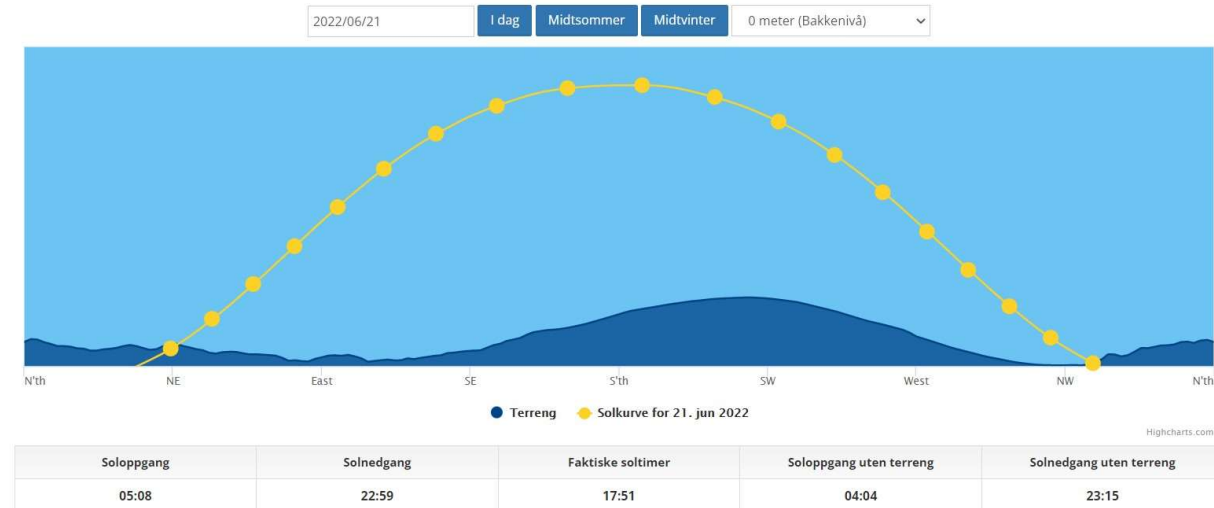 2022/06/21 I dag Midtsommer Midtvinter 0 meter (Bakkenivå)
N'th NE East SE S'th SW West NW N'th
Terreng Solkurve for 21. jun 2022
Highcharts.com
Soloppgang Solnedgang Faktiske soltimer Soloppgang uten terreng Solnedgang uten terreng
05:08 22:59 17:51 04:04 23:15